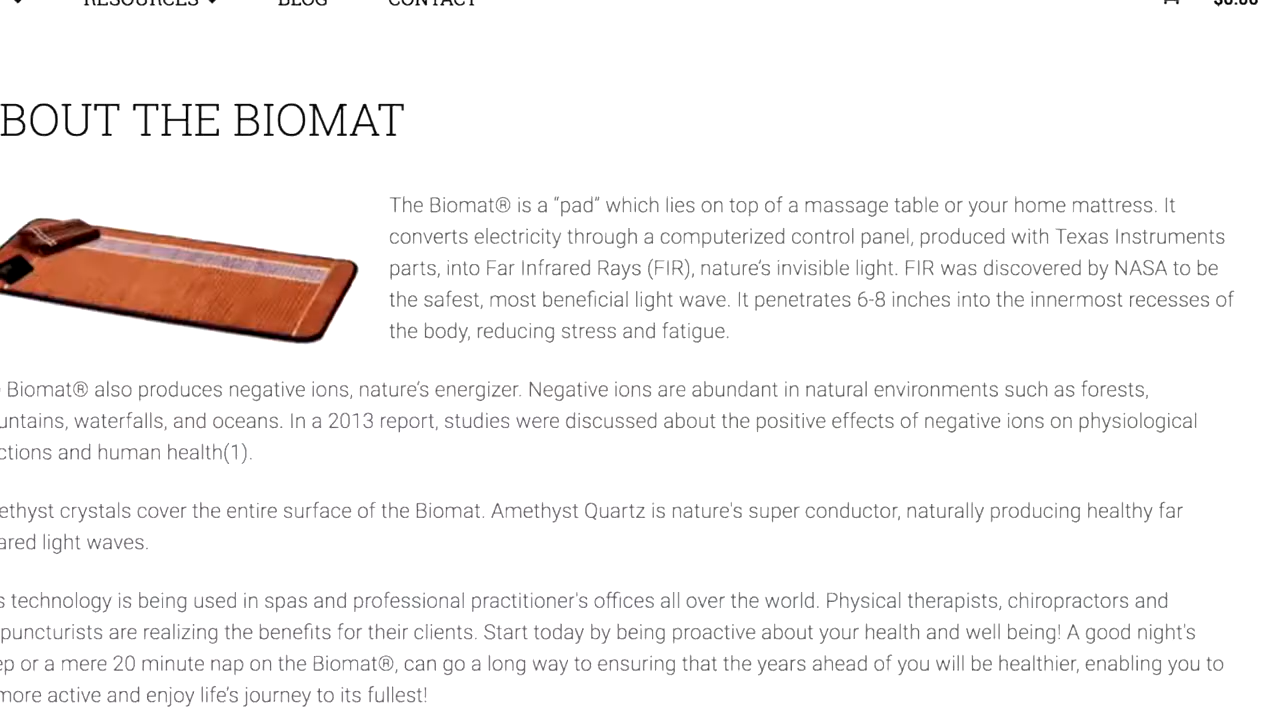 RESOURCES BLOG CONTACT $0.00
BOUT THE BIOMAT
The Biomat® is a "pad" which lies on top of a massage table or your home mattress. It
converts electricity through a computerized control panel, produced with Texas Instruments
parts, into Far Infrared Rays (FIR), nature's invisible light. FIR was discovered by NASA to be
the safest, most beneficial light wave. It penetrates 6-8 inches into the innermost recesses of
the body, reducing stress and fatigue.
Biomat® also produces negative ions, nature's energizer. Negative ions are abundant in natural environments such as forests,
untains, waterfalls, and oceans. In a 2013 report, studies were discussed about the positive effects of negative ions on physiological
ctions and human health(1).
ethyst crystals cover the entire surface of the Biomat. Amethyst Quartz is nature's super conductor, naturally producing healthy far
ared light waves.
s technology is being used in spas and professional practitioner's offices all over the world. Physical therapists, chiropractors and
puncturists are realizing the benefits for their clients. Start today by being proactive about your health and well being! A good night's
ep or a mere 20 minute nap on the Biomat®, can go a long way to ensuring that the years ahead of you will be healthier, enabling you to
more active and enjoy life's journey to its fullest!